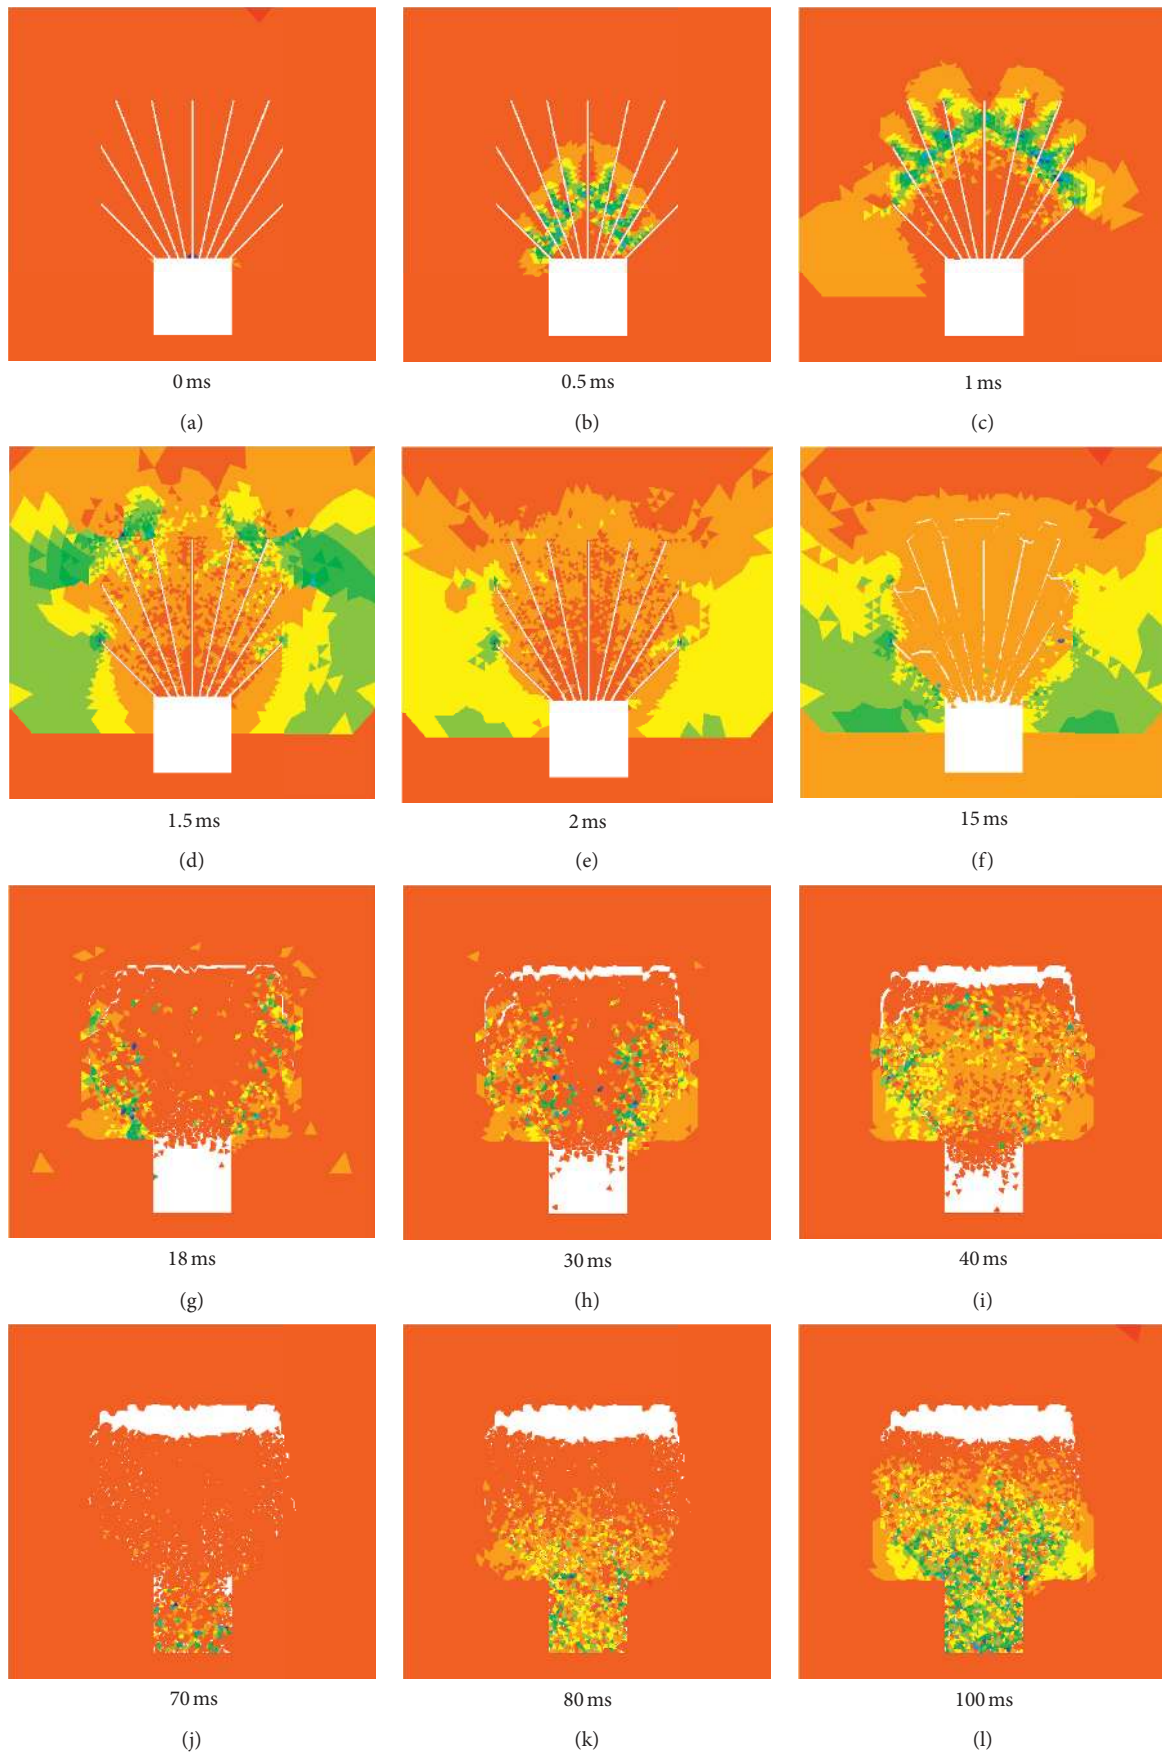 0 ms 0.5 ms 1 ms
(a) (b) (c)
1.5 ms 2 ms 15 ms
(d) (e) (f)
18 ms 30 ms 40 ms
(g) (h) (i)
70 ms 80 ms 100 ms
(j) (k) (l)